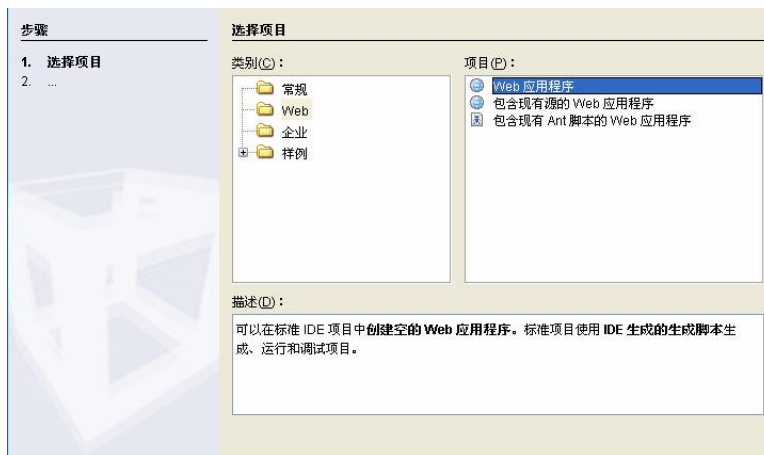 步骤
1. 选择项目
2. ...
选择项目
类别(C)：
常规
Web
企业
样例
项目(P)：
Web 应用程序
包含现有源的 Web 应用程序
包含现有 Ant 脚本的 Web 应用程序
描述(D)：
可以在标准 IDE 项目中创建空的 Web 应用程序。标准项目使用 IDE 生成的生成脚本生
成、运行和调试项目。